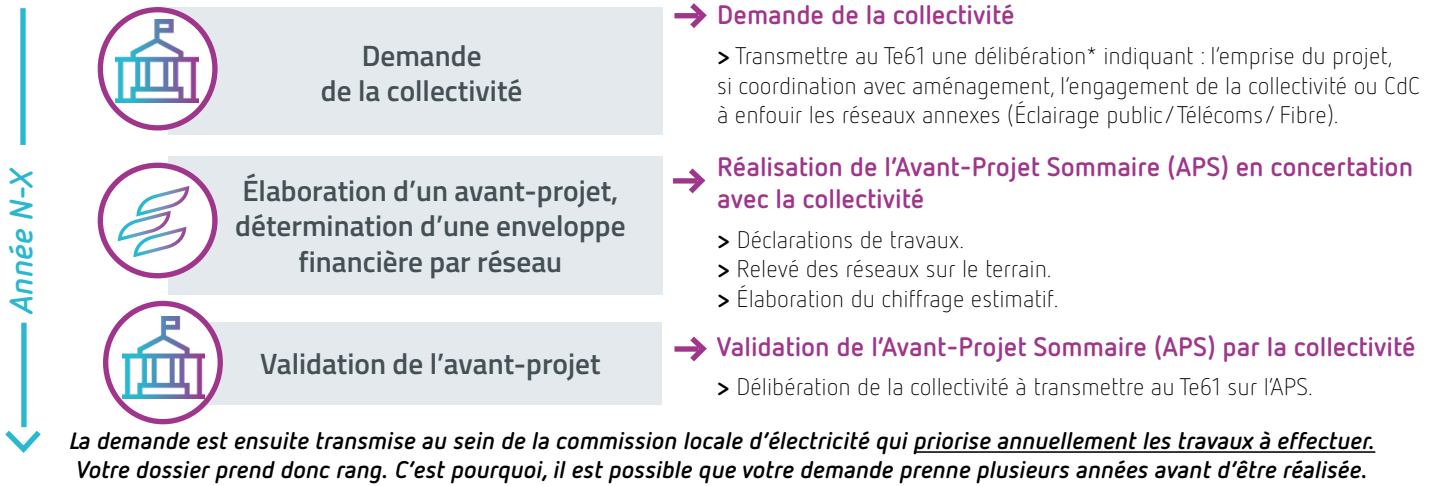 Année N-X
Demande
de la collectivité
→ Demande de la collectivité
> Transmettre au Te61 une délibération* indiquant : l'emprise du projet,
si coordination avec aménagement, l'engagement de la collectivité ou CdC
à enfouir les réseaux annexes (Éclairage public / Télécoms / Fibre).
Élaboration d'un avant-projet,
détermination d'une enveloppe
financière par réseau
→ Réalisation de l'Avant-Projet Sommaire (APS) en concertation
avec la collectivité
> Déclarations de travaux.
> Relevé des réseaux sur le terrain.
> Élaboration du chiffrage estimatif.
Validation de l'avant-projet
→ Validation de l'Avant-Projet Sommaire (APS) par la collectivité
> Délibération de la collectivité à transmettre au Te61 sur l'APS.
La demande est ensuite transmise au sein de la commission locale d'électricité qui priorise annuellement les travaux à effectuer.
Votre dossier prend donc rang. C'est pourquoi, il est possible que votre demande prenne plusieurs années avant d'être réalisée.